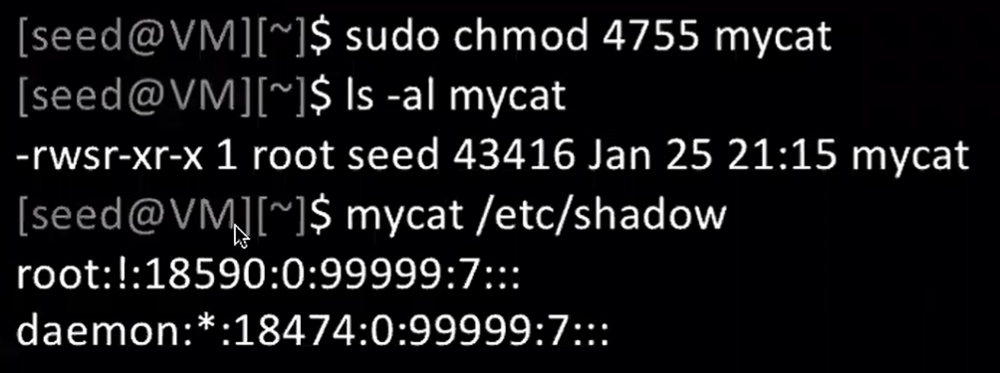 [seed@VM][~]$ sudo chmod 4755 mycat
[seed@VM][~]$ ls -al mycat
-rwsr-xr-x 1 root seed 43416 Jan 25 21:15 mycat
[seed@VM][~]$ mycat /etc/shadow
root:!:18590:0:99999:7:::
daemon:*:18474:0:99999:7:::